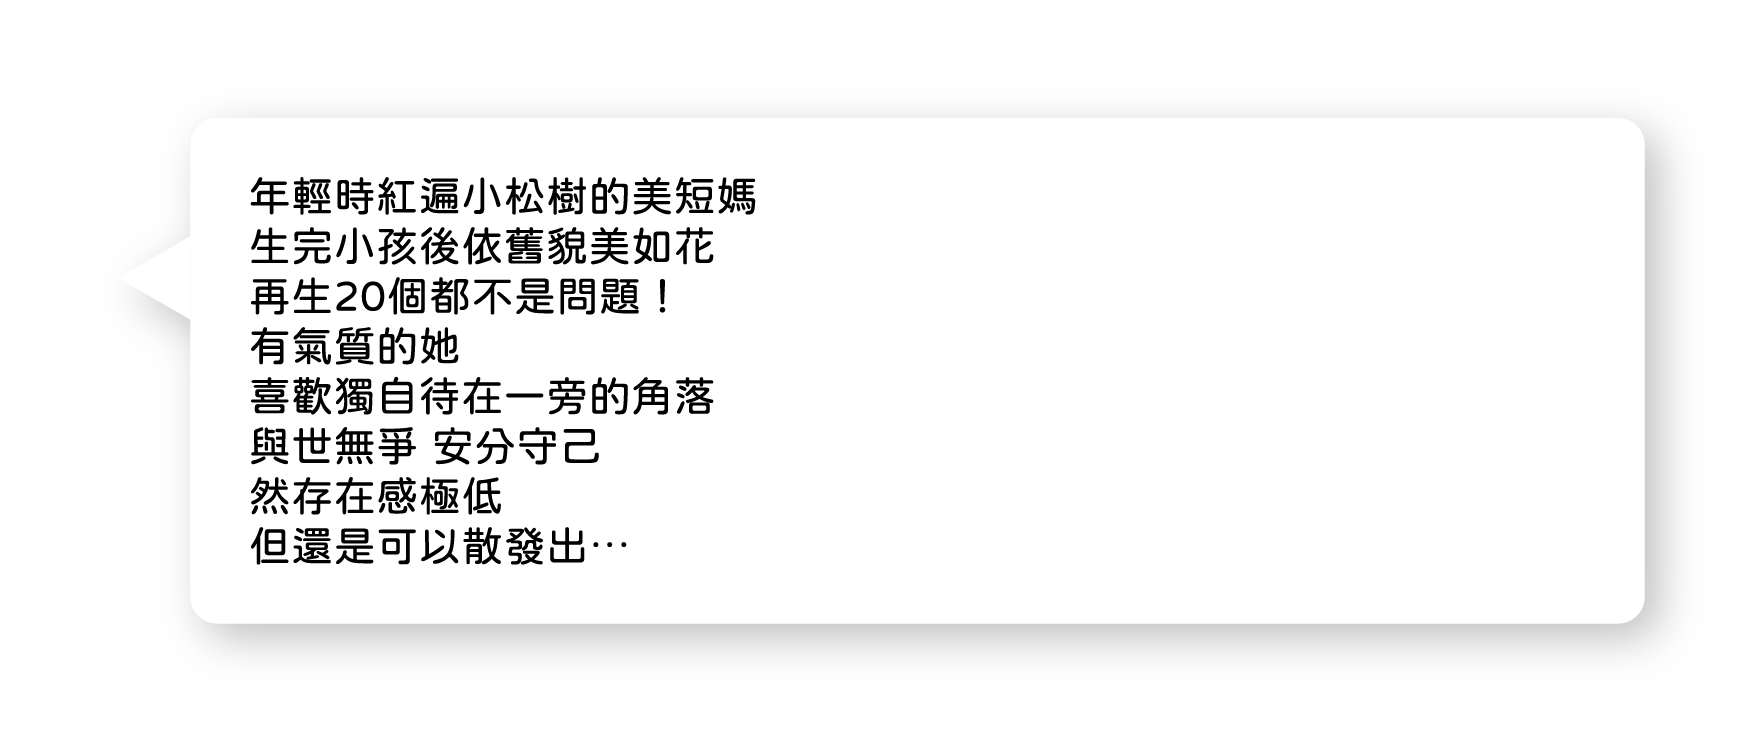 年輕時紅遍小松樹的美短媽
生完小孩後依舊貌美如花
再生20個都不是問題！
有氣質的她
喜歡獨自待在一旁的角落
與世無爭 安分守己
然存在感極低
但還是可以散發出…